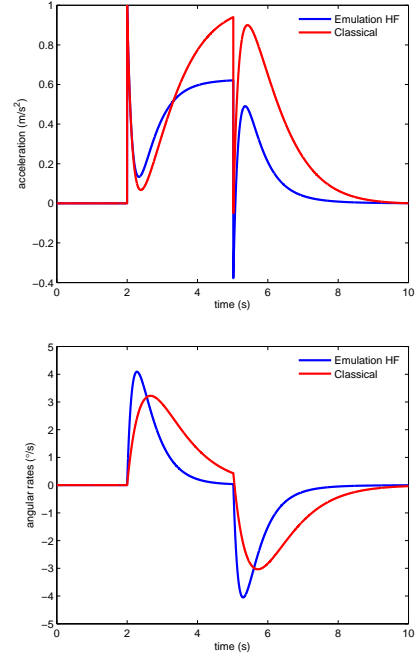 1
0.8
0.6
0.4
0.2
0
−0.2
−0.4
acceleration (m/s²)
Emulation HF
Classical
0 2 4 6 8 10
time (s)
5
4
3
2
1
0
−1
−2
−3
−4
−5
angular rates (°/s)
Emulation HF
Classical
0 2 4 6 8 10
time (s)